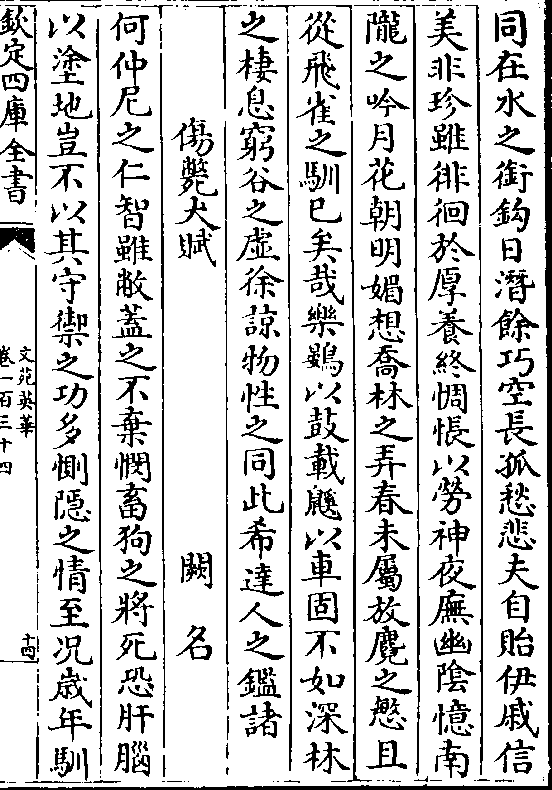 同在水之銜鈎日潛餘巧空長孤愁悲夫自貽伊戚信
美非珍雖徘徊於厚養終惆悵以勞神夜廡幽陰憶南
隴之吟月花朝明媚想喬林之弄春未屬放麑之慜且
從飛雀之馴已矣哉樂鷃以鼓載鼷以車固不如深林
之棲息窮谷之虛徐諒物性之同此希達人之鑑諸
傷斃犬賦 闕名
何仲尼之仁智雖敝蓋之不棄憫畜狗之將死恐肝腦
以塗地豈不以其守禦之功多惻隠之情至况歳年馴
欽定四庫全書
文苑英華
卷一百三十四
十四